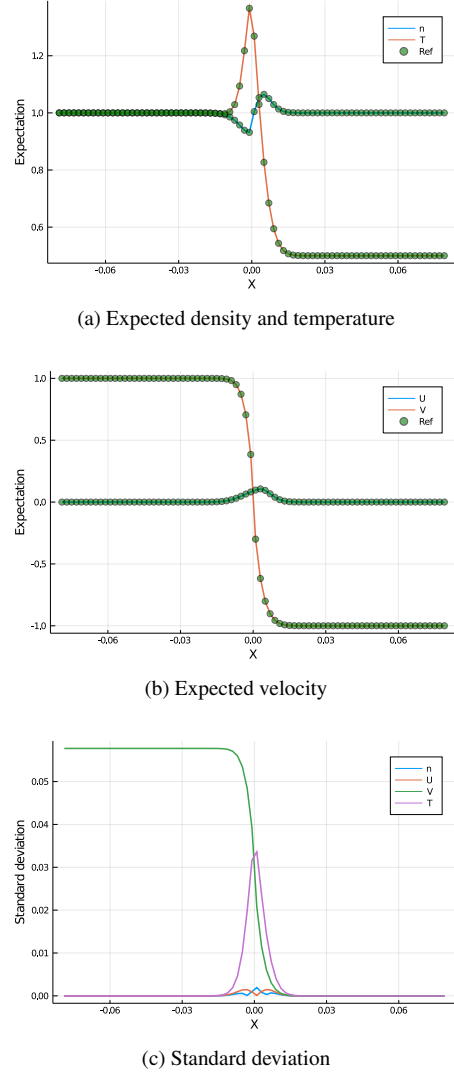 1.2
1.0
0.8
0.6
Expectation
n
T
Ref
-0.06
-0.03
0.00
0.03
0.06
X
(a) Expected density and temperature
1.0
0.5
0.0
-0.5
-1.0
Expectation
U
V
Ref
-0.06
-0.03
0.00
0.03
0.06
X
(b) Expected velocity
0.05
0.04
0.03
0.02
0.01
0.00
Standard deviation
n
U
V
T
-0.06
-0.03
0.00
0.03
0.06
X
(c) Standard deviation